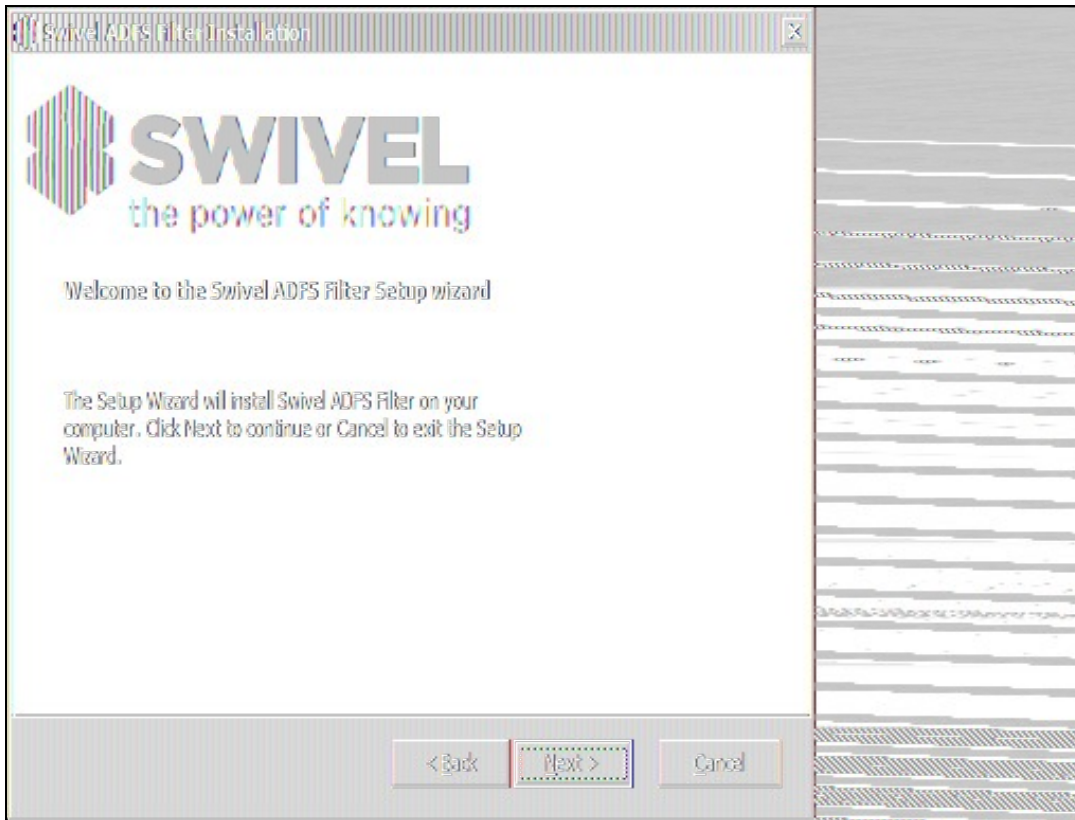 Swivel ADFS Filter Installation
SWIVEL
the power of knowing
Welcome to the Swivel ADFS Filter Setup wizard
The Setup Wizard will install Swivel ADFS Filter on your
computer. Click Next to continue or Cancel to exit the Setup
Wizard.
< Back Next > Cancel